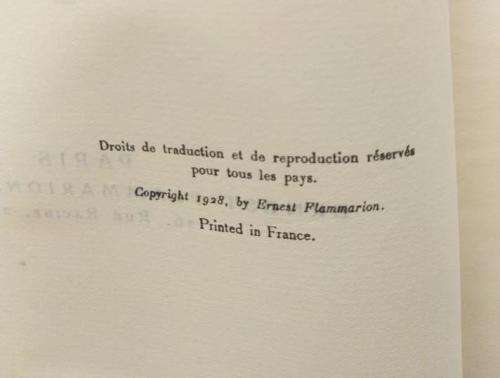 Droits de traduction et de reproduction réservés
pour tous les pays.
Copyright 1928, by Ernest Flammarion.
Printed in France.